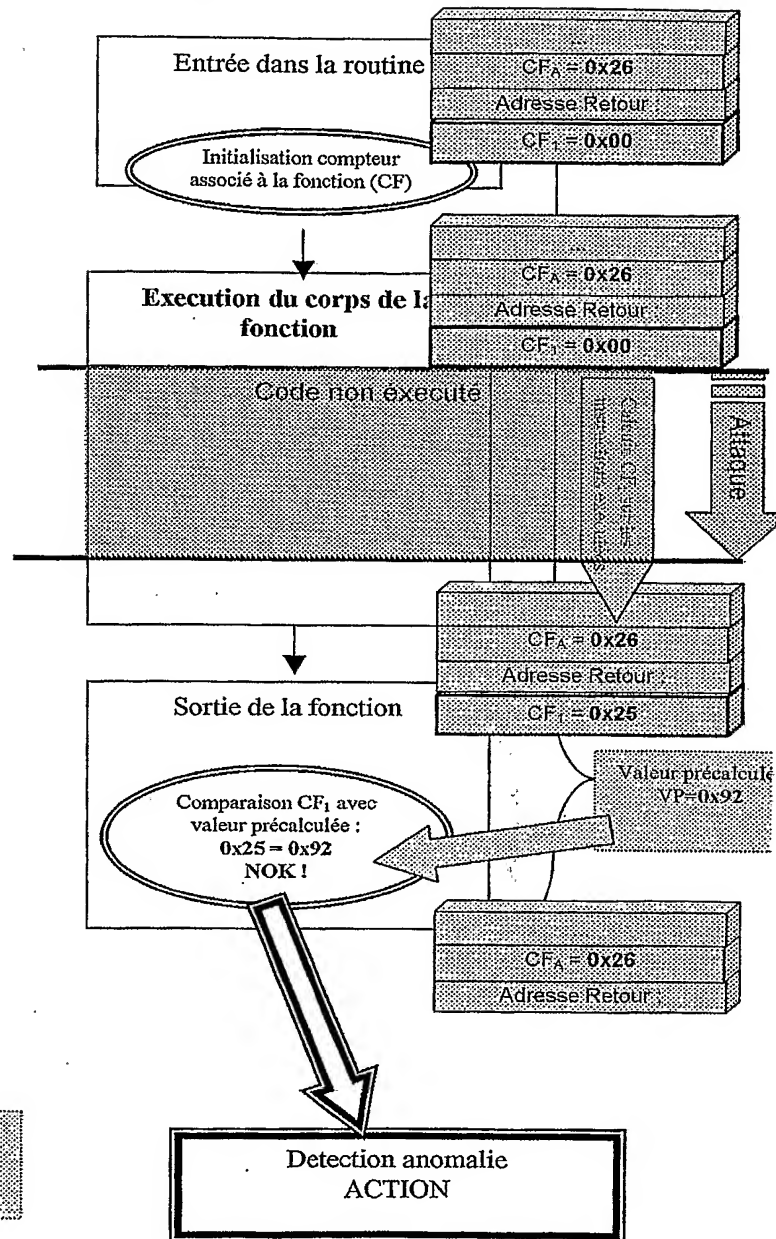 ...
Entrée dans la routine
CFA = 0x26
Adresse Retour ;
CF1 = 0x00
Initialisation compteur
associé à la fonction (CF)
...
CFA = 0x26
Adresse Retour ;
CF1 = 0x00
Execution du corps de la
fonction
Code non exécuté
Attaque
CFA = 0x26
Adresse Retour ;
CF1 = 0x25
Sortie de la fonction
Valeur précalculé
VP=0x92
Comparaison CF1 avec
valeur précalculée :
0x25 = 0x92
NOK !
CFA = 0x26
Adresse Retour ;
Detection anomalie
ACTION